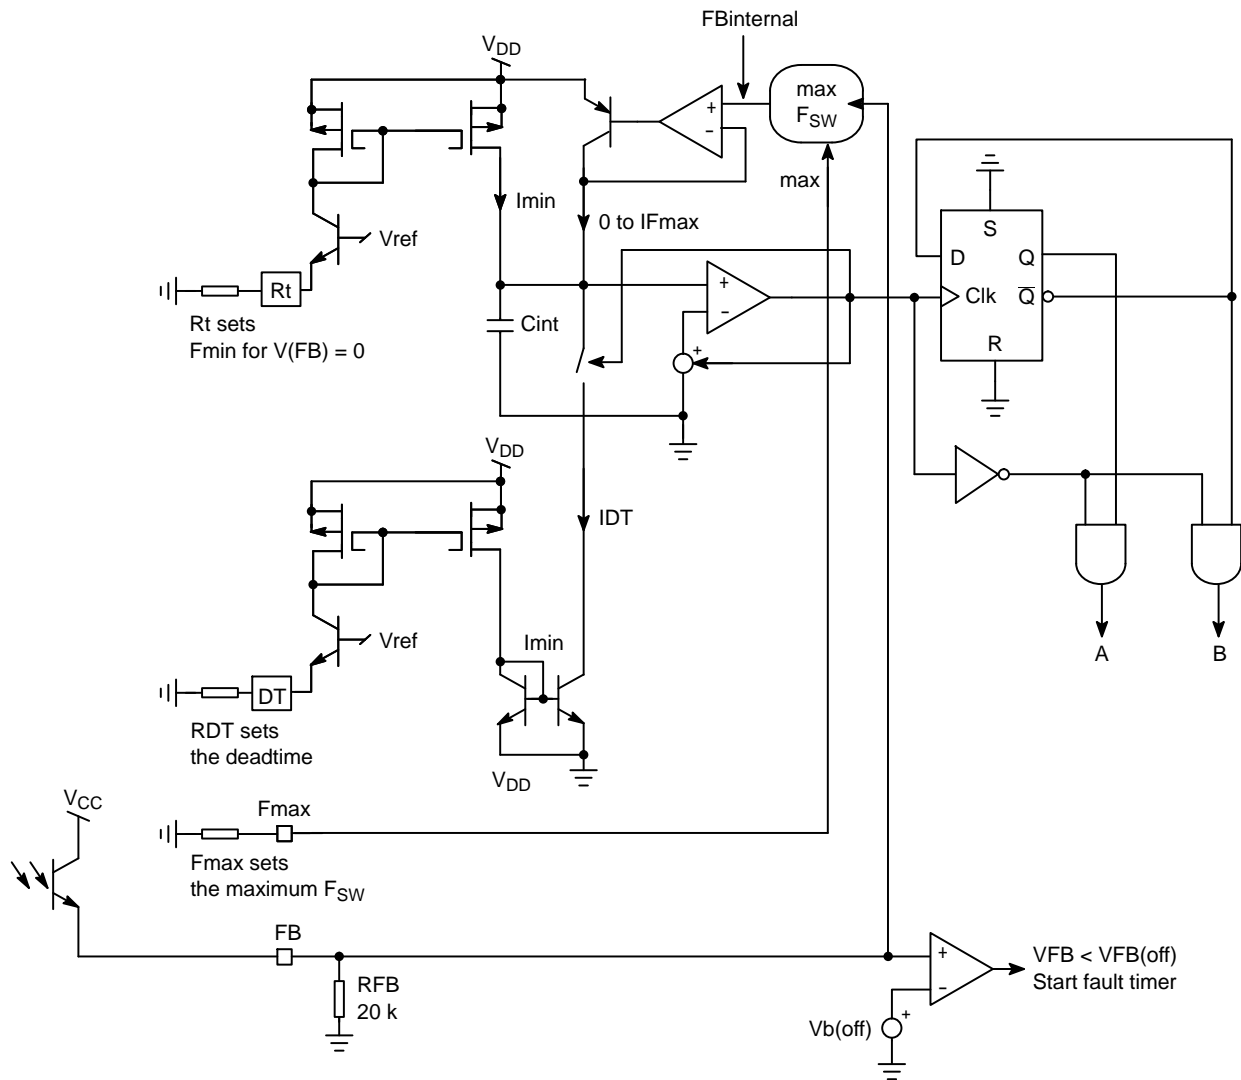 FBinternal
VDD
max
FSW
+
−
max
Imin
Vref
0 to IFmax
S
D
Q
Clk
Q̅
R
Rt
+
−
Cint
+
Rt sets
Fmin for V(FB) = 0
VDD
IDT
Vref
Imin
A
B
DT
RDT sets
the deadtime
VDD
VCC
Fmax
Fmax sets
the maximum FSW
FB
+
−
VFB < VFB(off)
Start fault timer
RFB
20 k
Vb(off)
+